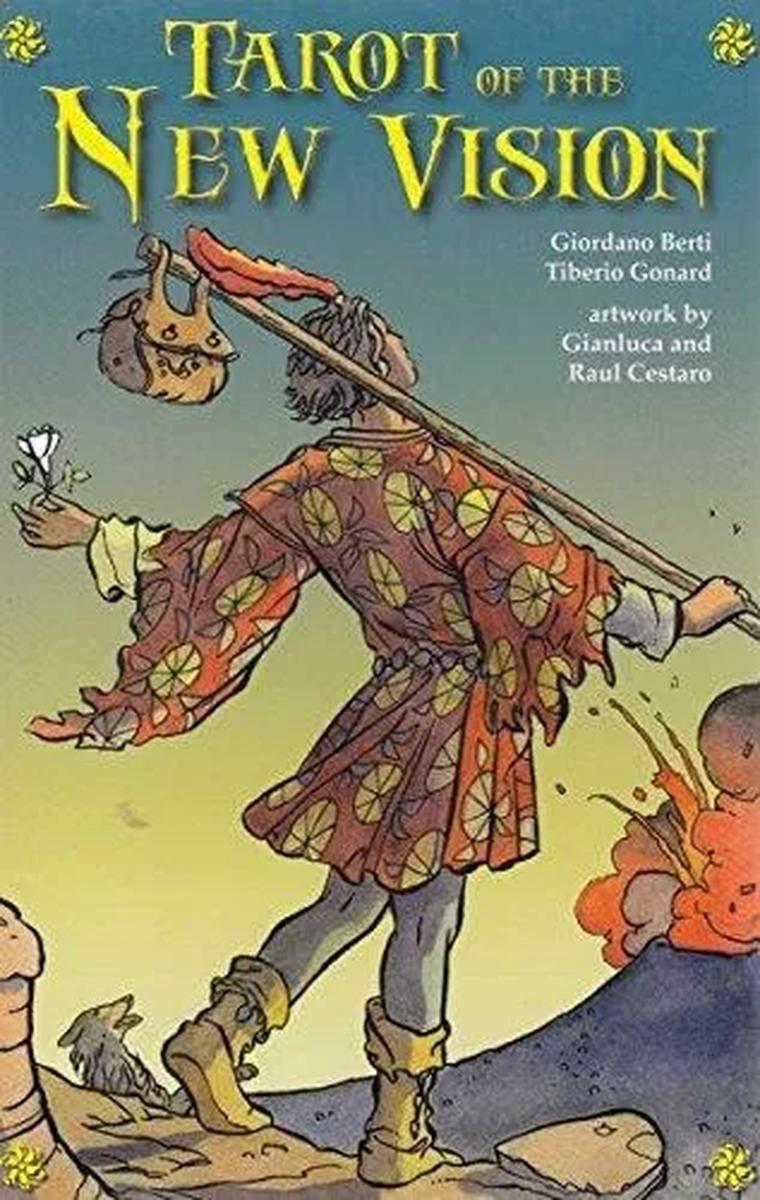 TAROT OF THE
NEW VISION
Giordano Berti
Tiberio Gonard
artwork by
Gianluca and
Raul Cestaro